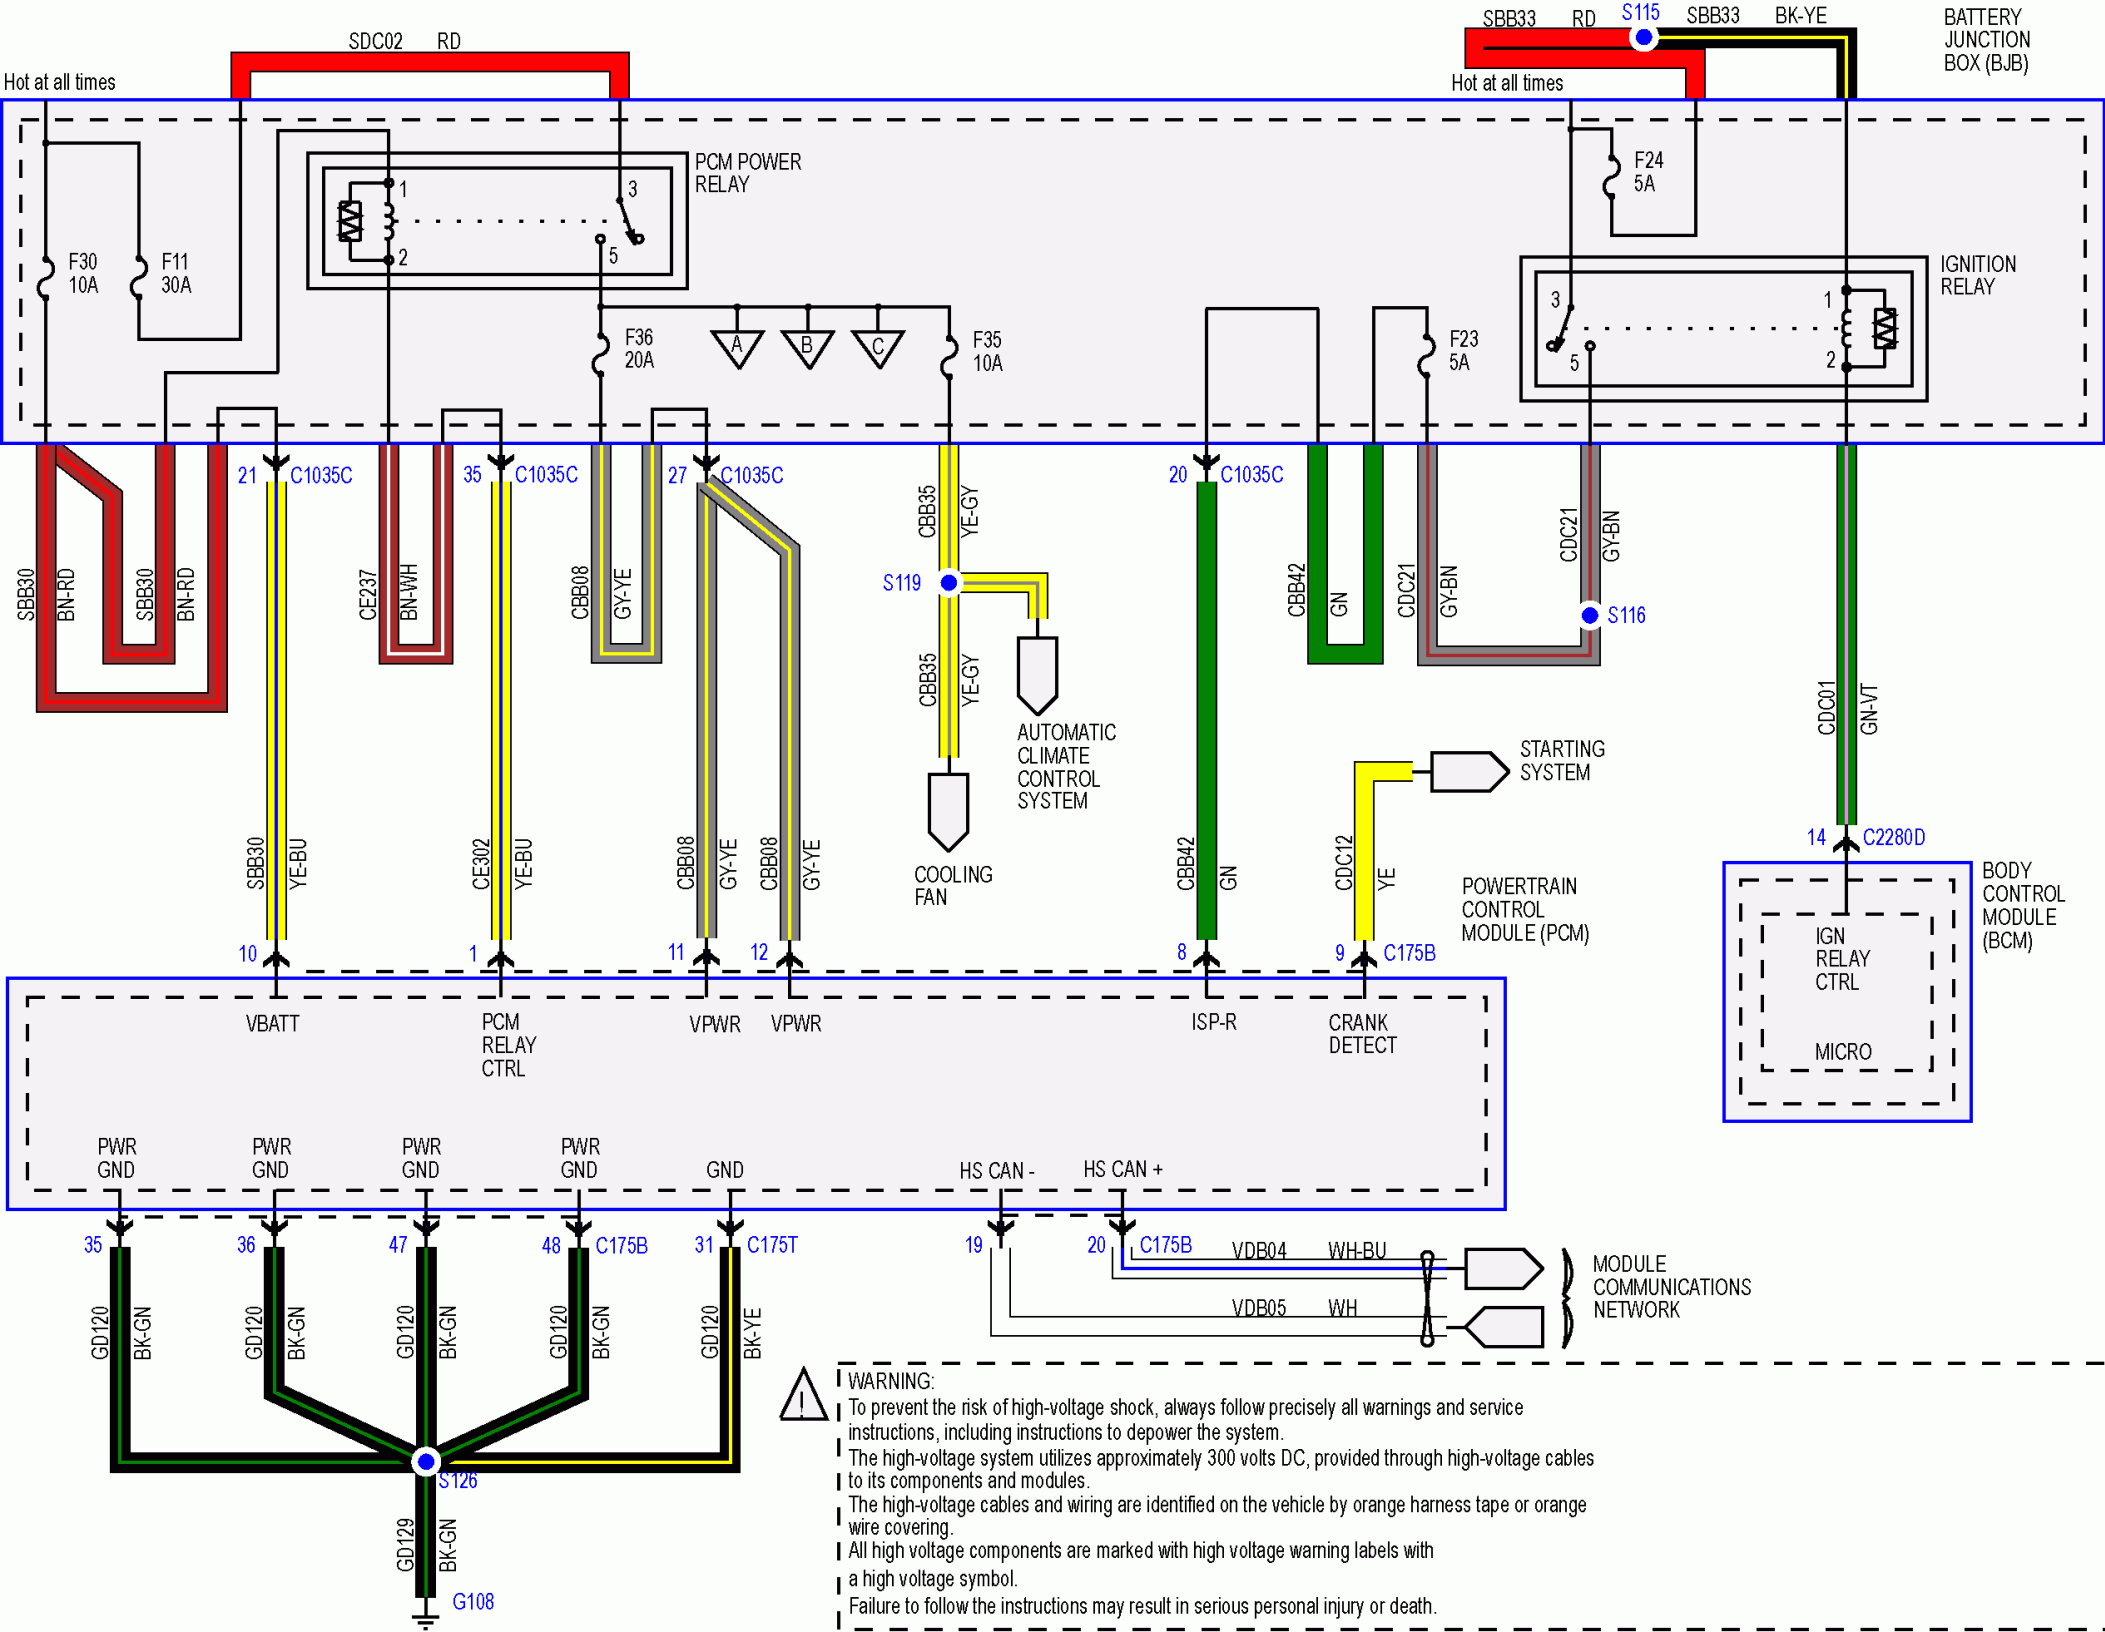 SDC02 RD
SBB33 RD
S115
SBB33 BK-YE
BATTERY
JUNCTION
BOX (BJB)
Hot at all times
Hot at all times
PCM POWER
RELAY
1
2
3
5
F30
10A
F11
30A
F36
20A
A
B
C
F35
10A
F24
5A
IGNITION
RELAY
3
5
1
2
F23
5A
21 C1035C
35 C1035C
27 C1035C
20 C1035C
SBB30
BN-RD
SBB30
BN-RD
CE237
BN-WH
CBB08
GY-YE
CBB35
YE-GY
S119
CBB35
YE-GY
CBB42
GN
CDC21
GY-BN
CDC21
GY-BN
S116
CDC01
GN-VT
AUTOMATIC
CLIMATE
CONTROL
SYSTEM
COOLING
FAN
STARTING
SYSTEM
SBB30
YE-BU
CE302
YE-BU
CBB08
GY-YE
CBB08
GY-YE
CBB42
GN
CDC12
YE
POWERTRAIN
CONTROL
MODULE (PCM)
14 C2280D
BODY
CONTROL
MODULE
(BCM)
IGN
RELAY
CTRL
MICRO
10
1
11
12
8
9 C175B
VBATT
PCM
RELAY
CTRL
VPWR
VPWR
ISP-R
CRANK
DETECT
PWR
GND
PWR
GND
PWR
GND
PWR
GND
GND
HS CAN -
HS CAN +
35
36
47
48 C175B
31 C175T
19
20 C175B
GD120
BK-GN
GD120
BK-GN
GD120
BK-GN
GD120
BK-GN
GD120
BK-YE
VDB04 WH-BU
VDB05 WH
MODULE
COMMUNICATIONS
NETWORK
S126
GD129
BK-GN
G108
!
WARNING:
To prevent the risk of high-voltage shock, always follow precisely all warnings and service
instructions, including instructions to depower the system.
The high-voltage system utilizes approximately 300 volts DC, provided through high-voltage cables
to its components and modules.
The high-voltage cables and wiring are identified on the vehicle by orange harness tape or orange
wire covering.
All high voltage components are marked with high voltage warning labels with
a high voltage symbol.
Failure to follow the instructions may result in serious personal injury or death.